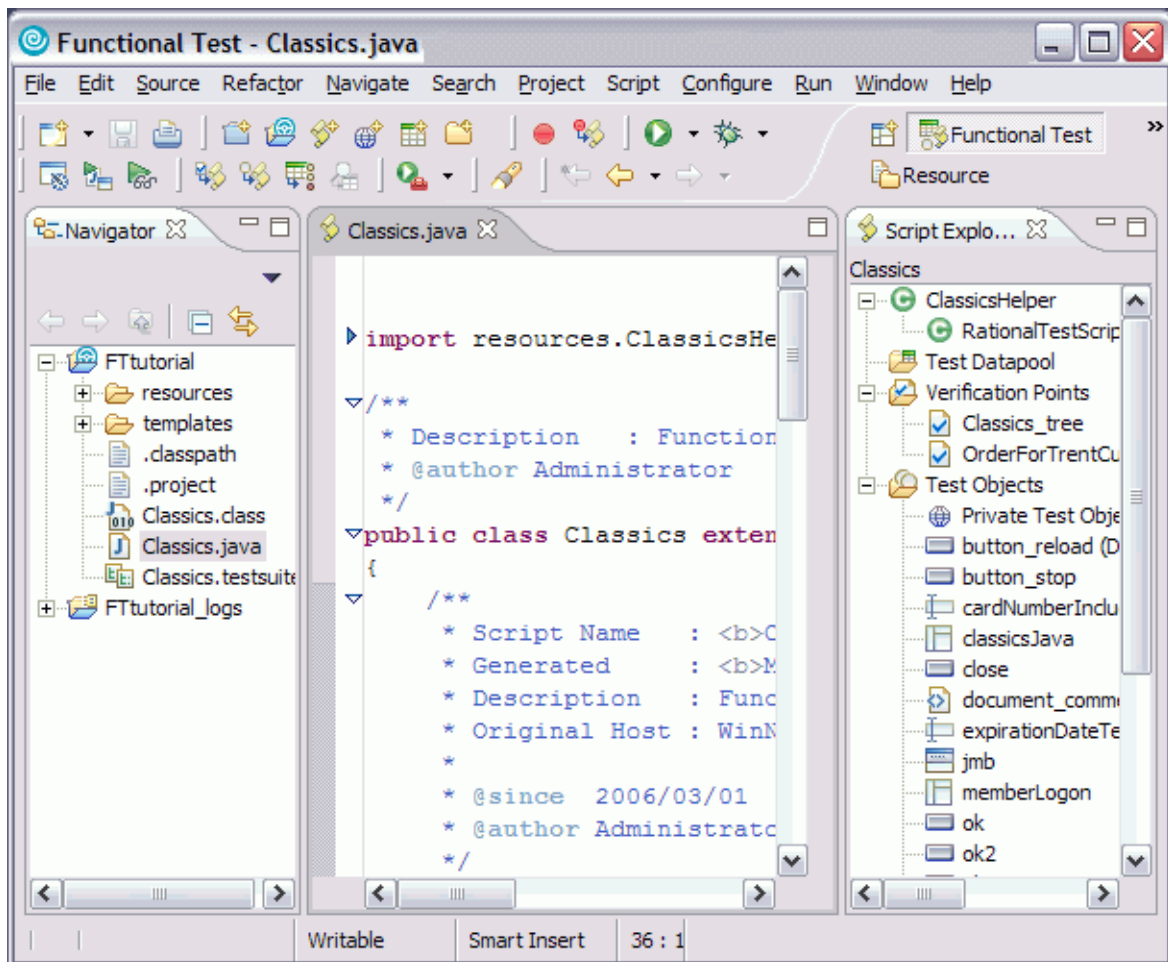 Functional Test - Classics.java
File Edit Source Refactor Navigate Search Project Script Configure Run Window Help
Functional Test »
Resource
Navigator
FTtutorial
resources
templates
.classpath
.project
Classics.class
Classics.java
Classics.testsuite
FTtutorial_logs
Classics.java
import resources.ClassicsHe
/**
* Description : Function
* @author Administrator
*/
public class Classics exten
{
/**
* Script Name : <b>C
* Generated : <b>M
* Description : Func
* Original Host : WinN
*
* @since 2006/03/01
* @author Administrato
*/
Script Explo...
Classics
ClassicsHelper
RationalTestScrip
Test Datapool
Verification Points
Classics_tree
OrderForTrentCu
Test Objects
Private Test Obje
button_reload (D
button_stop
cardNumberInclu
classicsJava
close
document_comme
expirationDateTe
jmb
memberLogon
ok
ok2
Writable Smart Insert 36 : 1